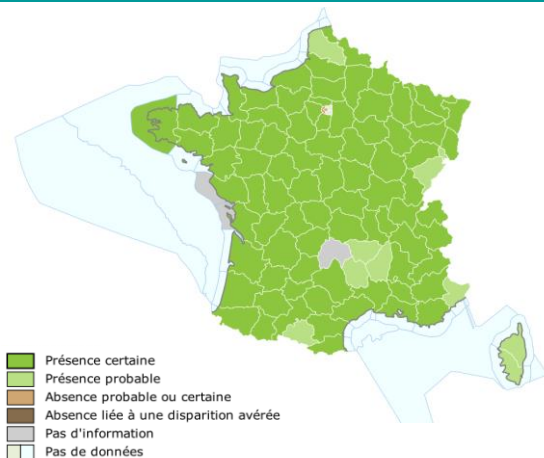 Présence certaine
Présence probable
Absence probable ou certaine
Absence liée à une disparition avérée
Pas d'information
Pas de données